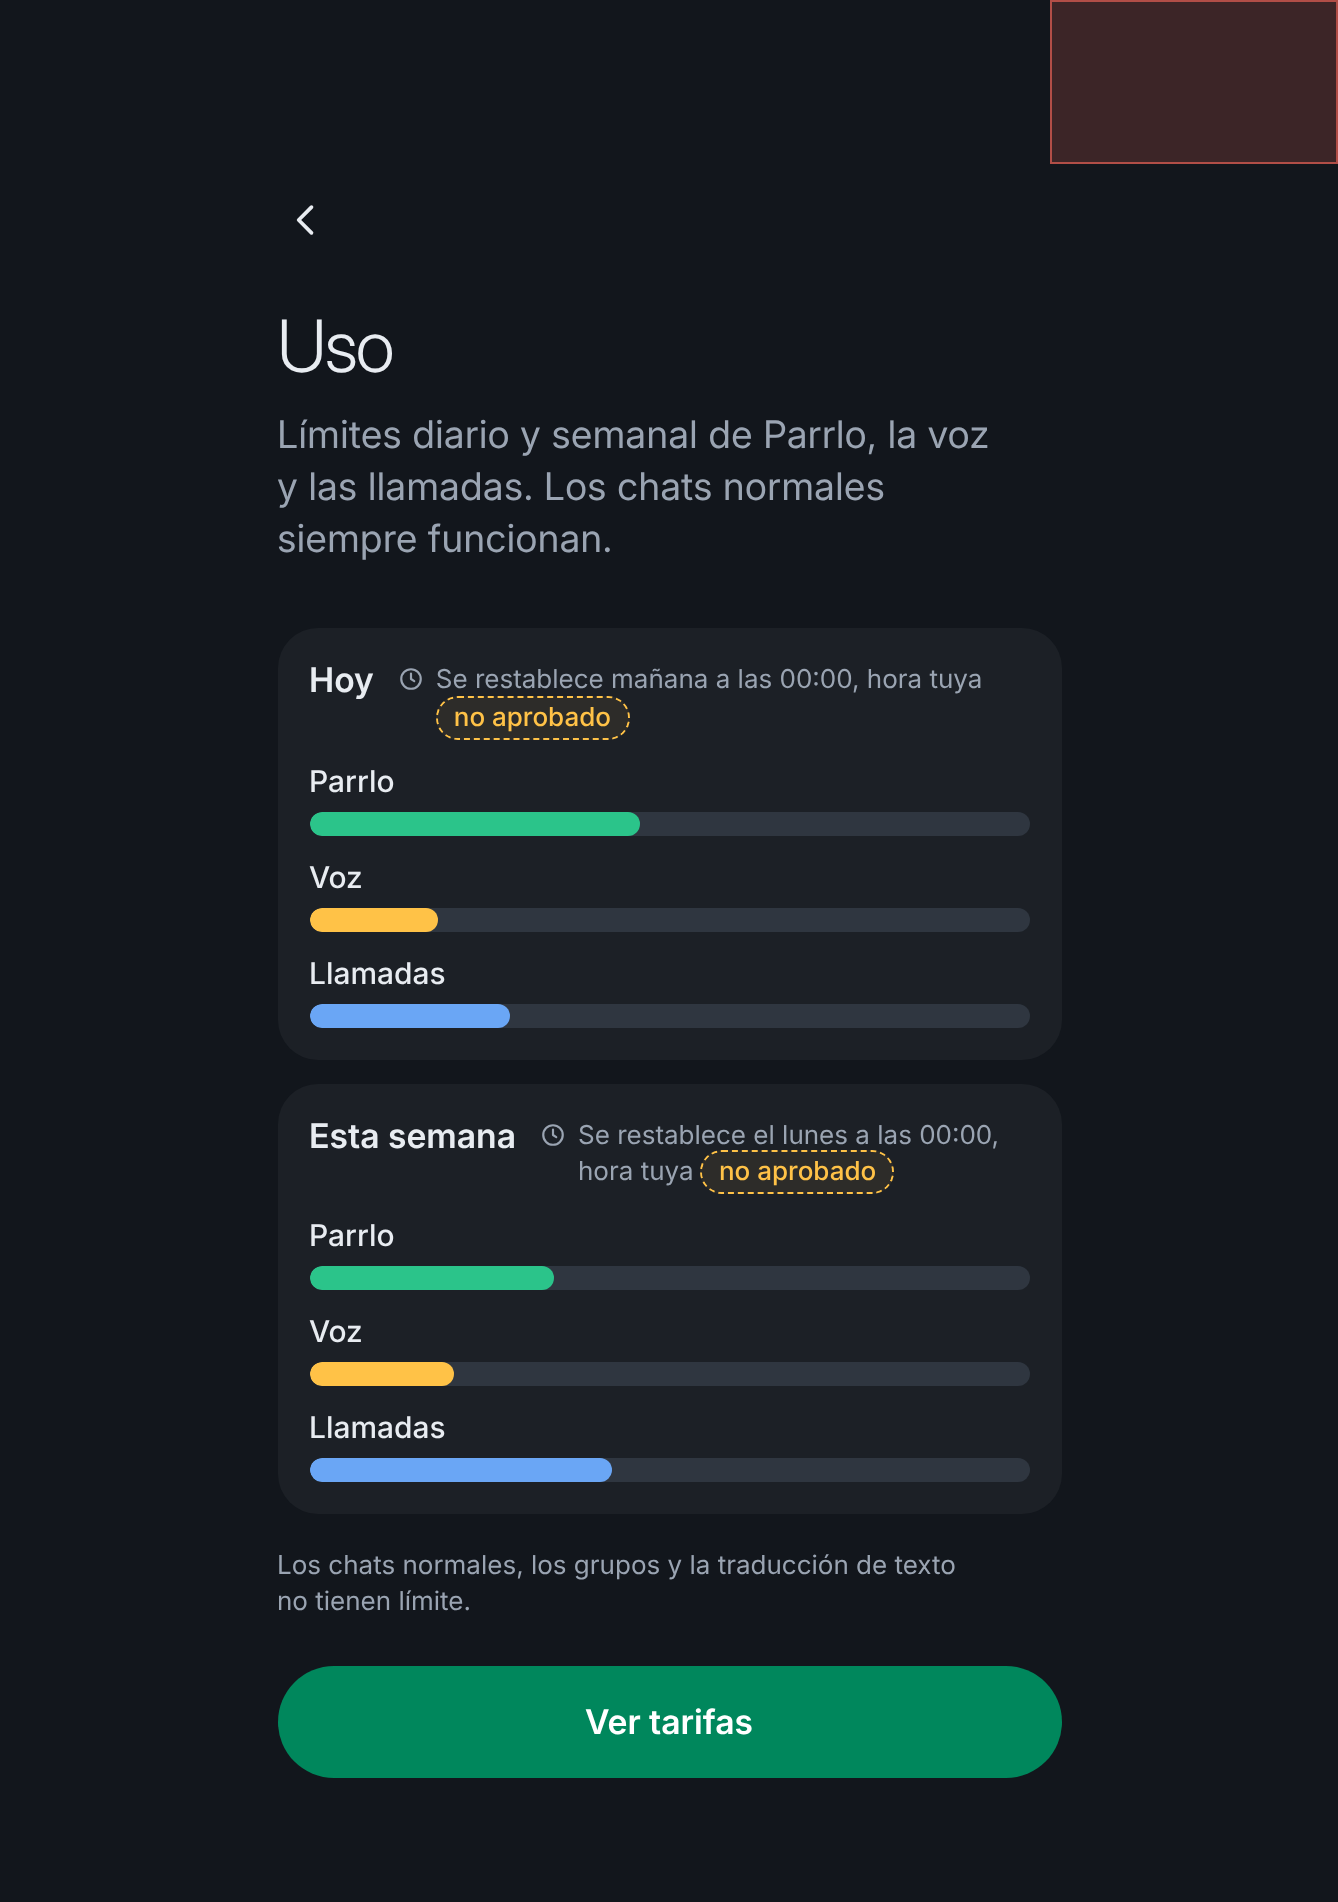 Uso
Límites diario y semanal de Parrlo, la voz
y las llamadas. Los chats normales
siempre funcionan.
Hoy Se restablece mañana a las 00:00, hora tuya
no aprobado
Parrlo
Voz
Llamadas
Esta semana Se restablece el lunes a las 00:00,
hora tuya no aprobado
Parrlo
Voz
Llamadas
Los chats normales, los grupos y la traducción de texto
no tienen límite.
Ver tarifas